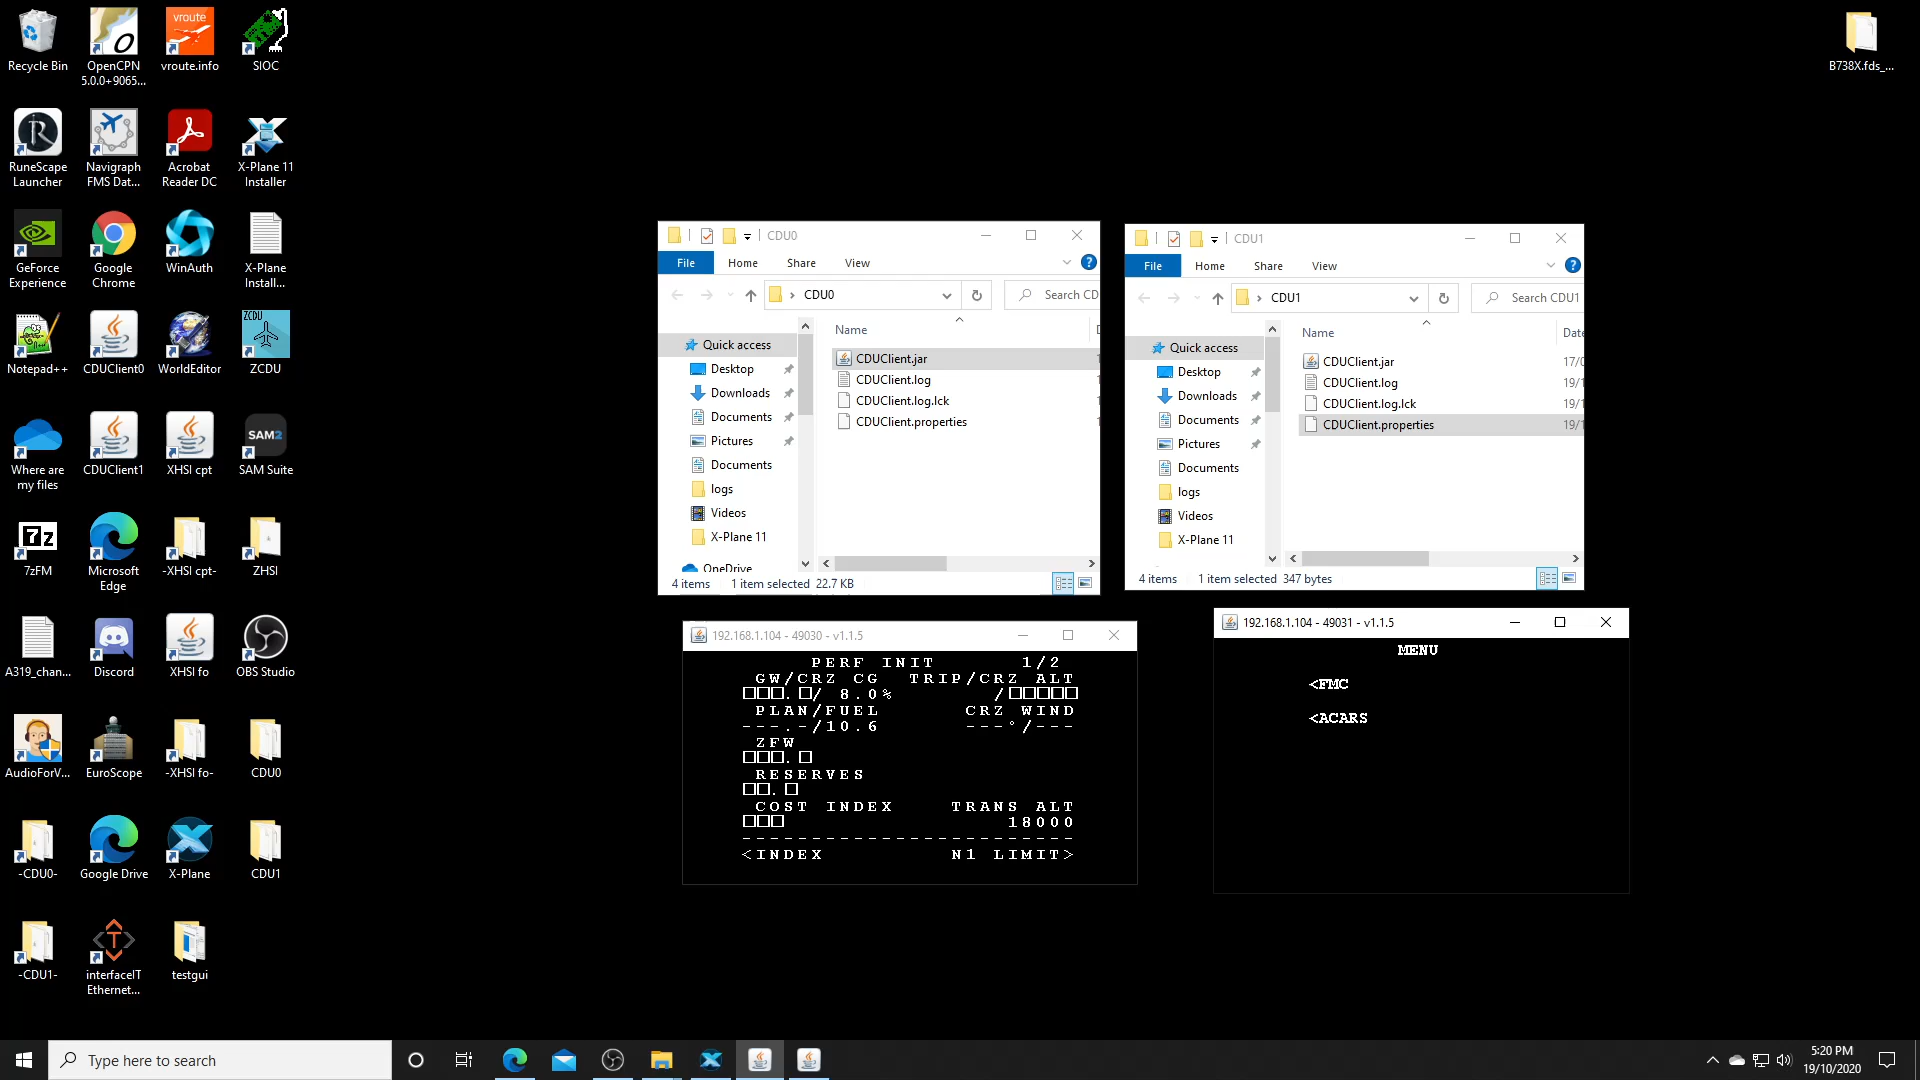 Recycle Bin
OpenCPN
5.0.0+9065...
vroute
vroute.info
SIOC
B738X.fds_...
RuneScape
Launcher
Navigraph
FMS Dat...
Acrobat
Reader DC
X-Plane 11
Installer
GeForce
Experience
Google
Chrome
WinAuth
X-Plane
Install...
Notepad++
CDUClient0
WorldEditor
ZCDU
ZCDU
Where are
my files
CDUClient1
XHSI cpt
SAM2
SAM Suite
7z
7zFM
Microsoft
Edge
-XHSI cpt-
ZHSI
A319_chan...
Discord
XHSI fo
OBS Studio
AudioForV...
EuroScope
-XHSI fo-
CDU0
-CDU0-
Google Drive
X-Plane
CDU1
-CDU1-
interfaceIT
Ethernet...
testgui
CDU0
File Home Share View
CDU0
Search CD
Name
Quick access
Desktop
Downloads
Documents
Pictures
Documents
logs
Videos
X-Plane 11
OneDrive
CDUClient.jar
CDUClient.log
CDUClient.log.lck
CDUClient.properties
4 items 1 item selected 22.7 KB
CDU1
File Home Share View
CDU1
Search CDU1
Name Date
Quick access
Desktop
Downloads
Documents
Pictures
Documents
logs
Videos
X-Plane 11
CDUClient.jar 17/0
CDUClient.log 19/1
CDUClient.log.lck 19/1
CDUClient.properties 19/1
4 items 1 item selected 347 bytes
192.168.1.104 - 49030 - v1.1.5
PERF INIT 1/2
GW/CRZ CG TRIP/CRZ ALT
□□□.□/ 8.0% /□□□□□
PLAN/FUEL CRZ WIND
---.-/10.6 ---°/---
ZFW
□□□.□
RESERVES
□□.□
COST INDEX TRANS ALT
□□□ 18000
------------------------
<INDEX N1 LIMIT>
192.168.1.104 - 49031 - v1.1.5
MENU
<FMC
<ACARS
Type here to search
5:20 PM
19/10/2020